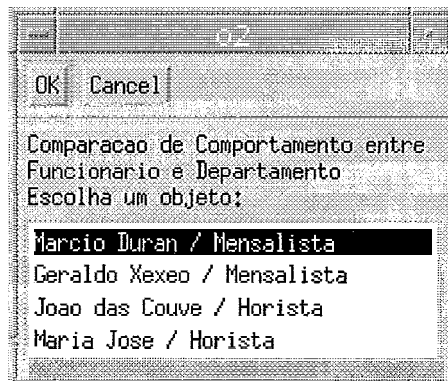 o2
OK Cancel
Comparacao de Comportamento entre
Funcionario e Departamento
Escolha um objeto:
Marcio Duran / Mensalista
Geraldo Xexeo / Mensalista
Joao das Couve / Horista
Maria Jose / Horista